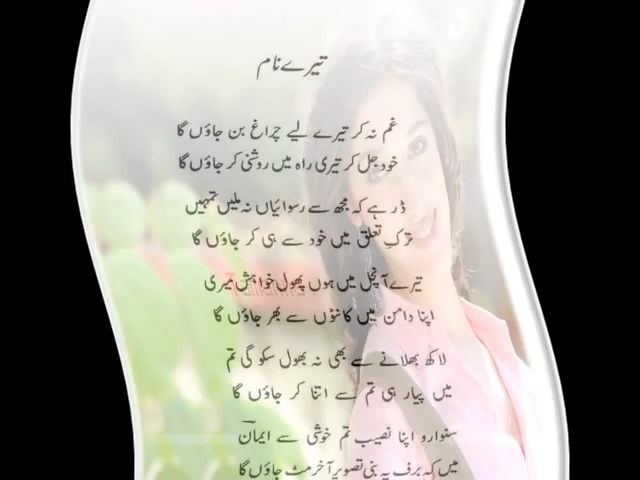 تیرے نام
غم نہ کر تیرے لیے چراغ بن جاؤں گا
خود جل کر تیری راہ میں روشنی کر جاؤں گا
ڈر ہے کہ مجھ سے رسوائیاں نہ ملیں تمہیں
ترکِ تعلق میں خود سے ہی کر جاؤں گا
تیرے آنچل میں ہوں پھول خواہش میری
اپنا دامن میں کانٹوں سے بھر جاؤں گا
لاکھ بھلانے سے بھی نہ بھول سکو گی تم
میں پیار ہی تم سے اتنا کر جاؤں گا
سنوارو اپنا نصیب تم خوشی سے ایمانؔ
میں کہ برف پہ بنی تصویر آخر مٹ جاؤں گا